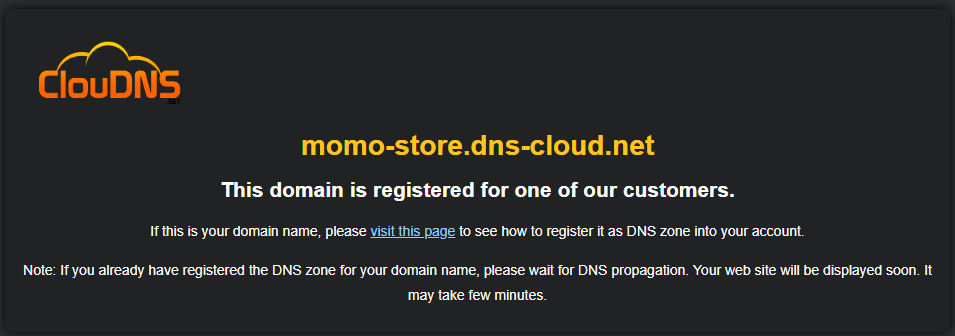 ClouDNS
.NET
momo-store.dns-cloud.net
This domain is registered for one of our customers.
If this is your domain name, please visit this page to see how to register it as DNS zone into your account.
Note: If you already have registered the DNS zone for your domain name, please wait for DNS propagation. Your web site will be displayed soon. It
may take few minutes.